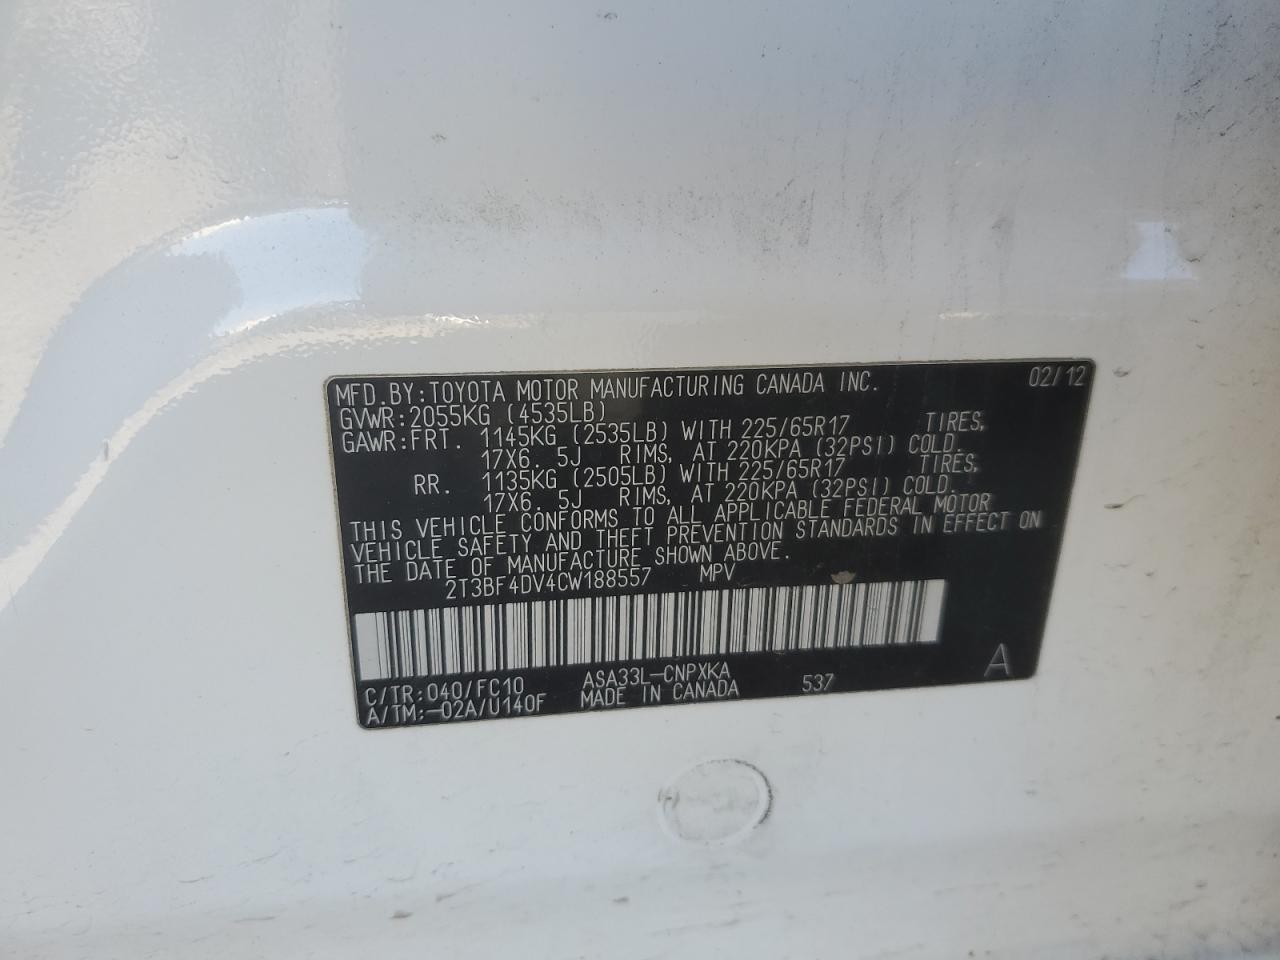 MFD.BY:TOYOTA MOTOR MANUFACTURING CANADA INC. 02/12
GVWR:2055KG (4535LB)
GAWR:FRT. 1145KG (2535LB) WITH 225/65R17 TIRES,
17X6. 5J RIMS, AT 220KPA (32PSI) COLD.
RR. 1135KG (2505LB) WITH 225/65R17 TIRES,
17X6. 5J RIMS, AT 220KPA (32PSI) COLD.
THIS VEHICLE CONFORMS TO ALL APPLICABLE FEDERAL MOTOR
VEHICLE SAFETY AND THEFT PREVENTION STANDARDS IN EFFECT ON
THE DATE OF MANUFACTURE SHOWN ABOVE.
2T3BF4DV4CW188557 MPV
C/TR:040/FC10 ASA33L-CNPXKA 537 A
A/TM:-02A/U140F MADE IN CANADA